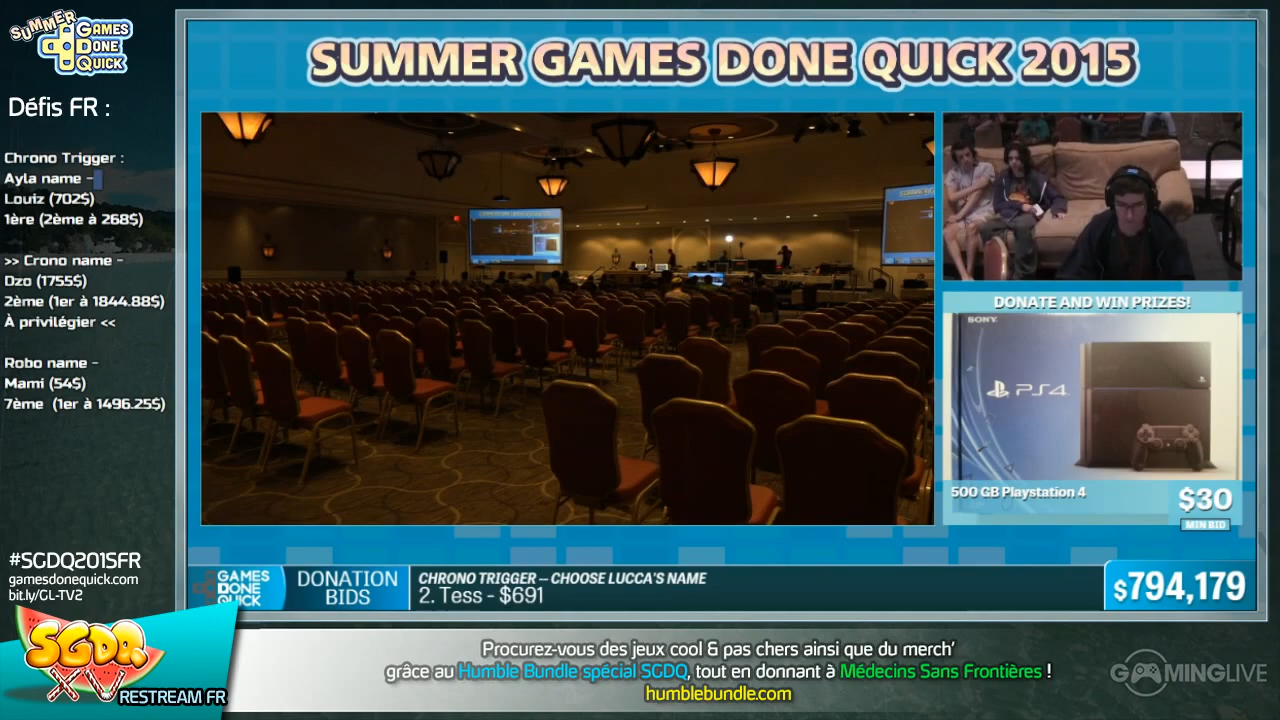 SUMMER
GAMES
DONE
QUICK
Défis FR :
Chrono Trigger :
Ayla name -
Louiz (702$)
1ère (2ème à 268$)
>> Crono name -
Dzo (1755$)
2ème (1er à 1844.88$)
À privilégier <<
Robo name -
Mami (54$)
7ème (1er à 1496.25$)
#SGDQ2015FR
gamesdonequick.com
bit.ly/GL-TV2
SGDQ
XV
RESTREAM FR
SUMMER GAMES DONE QUICK 2015
DONATE AND WIN PRIZES!
SONY
PS4
500 GB Playstation 4
$30
MIN BID
GAMES
DONE
QUICK
DONATION
BIDS
CHRONO TRIGGER -- CHOOSE LUCCA'S NAME
2. Tess - $691
$794,179
Procurez-vous des jeux cool & pas chers ainsi que du merch'
grâce au Humble Bundle spécial SGDQ, tout en donnant à Médecins Sans Frontières !
humblebundle.com
GAMINGLIVE